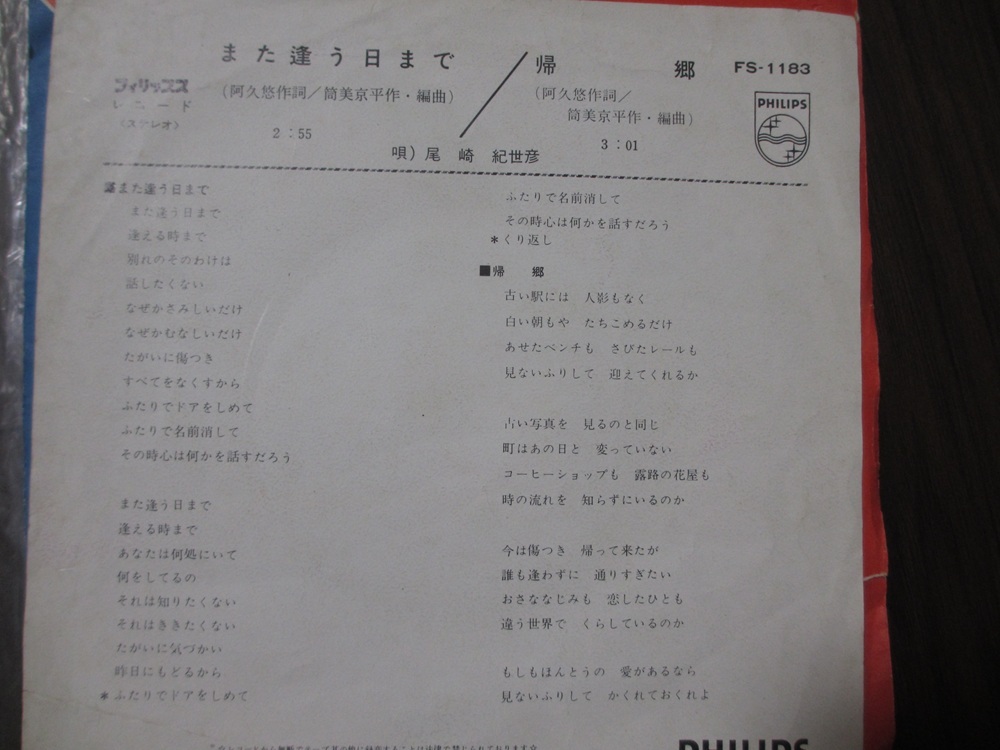 また逢う日まで
(阿久悠作詞／筒美京平作・編曲)
2：55
帰郷
(阿久悠作詞／
筒美京平作・編曲)
3：01
FS-1183
PHILIPS
フィリップス
レコード
(ステレオ)
唄）尾崎紀世彦
また逢う日まで
また逢う日まで
逢える時まで
別れのそのわけは
話したくない
なぜかさみしいだけ
なぜかむなしいだけ
たがいに傷つき
すべてをなくすから
ふたりでドアをしめて
ふたりで名前消して
その時心は何かを話すだろう
また逢う日まで
逢える時まで
あなたは何処にいて
何をしてるの
それは知りたくない
それはききたくない
たがいに気づかい
昨日にもどるから
＊ふたりでドアをしめて
ふたりで名前消して
その時心は何かを話すだろう
＊くり返し
■帰郷
古い駅には　人影もなく
白い朝もや　たちこめるだけ
あせたベンチも　さびたレールも
見ないふりして　迎えてくれるか
古い写真を　見るのと同じ
町はあの日と　変っていない
コーヒーショップも　露路の花屋も
時の流れを　知らずにいるのか
今は傷つき　帰って来たが
誰も逢わずに　通りすぎたい
おさななじみも　恋したひとも
違う世界で　くらしているのか
もしもほんとうの　愛があるなら
見ないふりして　かくれておくれよ
PHILIPS